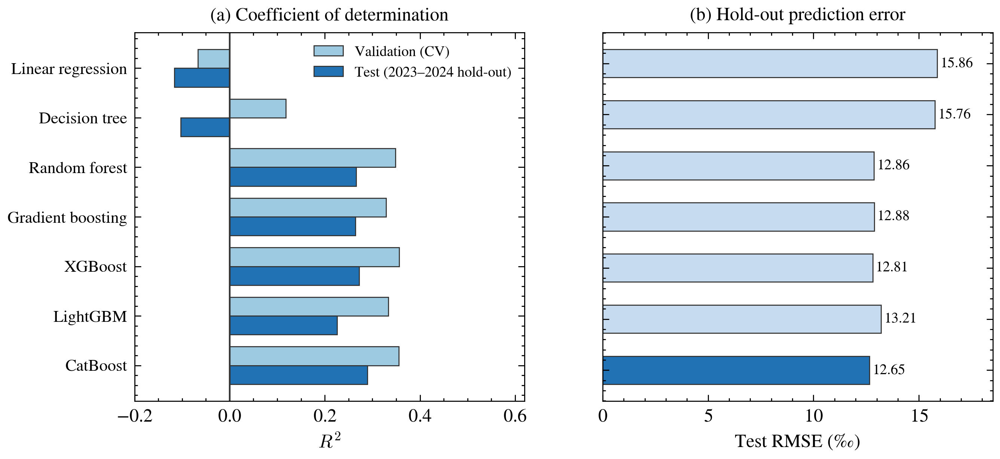 (a) Coefficient of determination
Validation (CV)
Test (2023–2024 hold-out)
Linear regression
Decision tree
Random forest
Gradient boosting
XGBoost
LightGBM
CatBoost
−0.2 0.0 0.2 0.4 0.6
R²
(b) Hold-out prediction error
15.86
15.76
12.86
12.88
12.81
13.21
12.65
0 5 10 15
Test RMSE (‰)